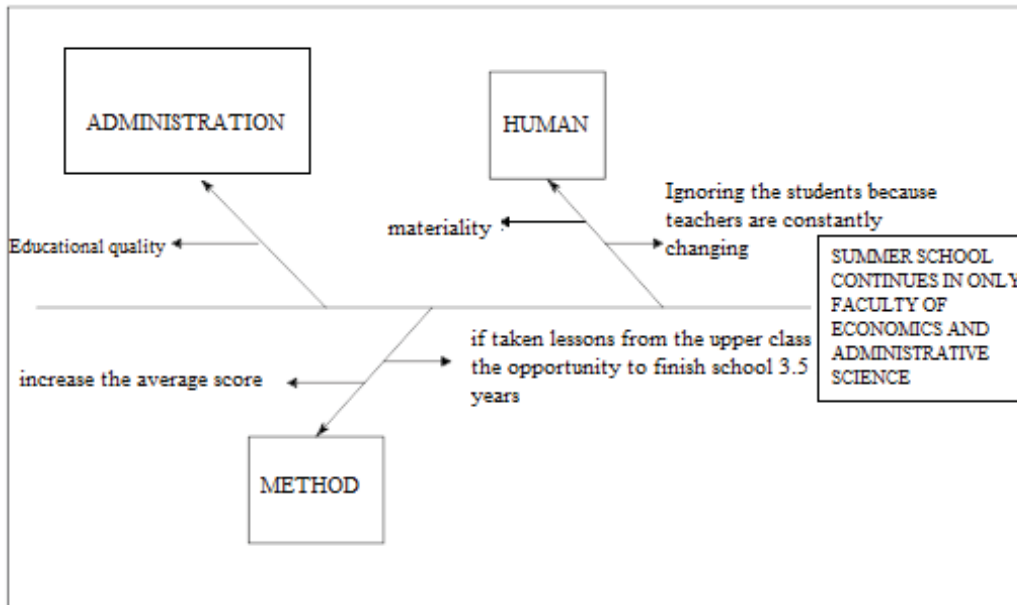 ADMINISTRATION
HUMAN
Educational quality
materiality
Ignoring the students because
teachers are constantly
changing
SUMMER SCHOOL
CONTINUES IN ONLY
FACULTY OF
ECONOMICS AND
ADMINISTRATIVE
SCIENCE
increase the average score
if taken lessons from the upper class
the opportunity to finish school 3.5
years
METHOD